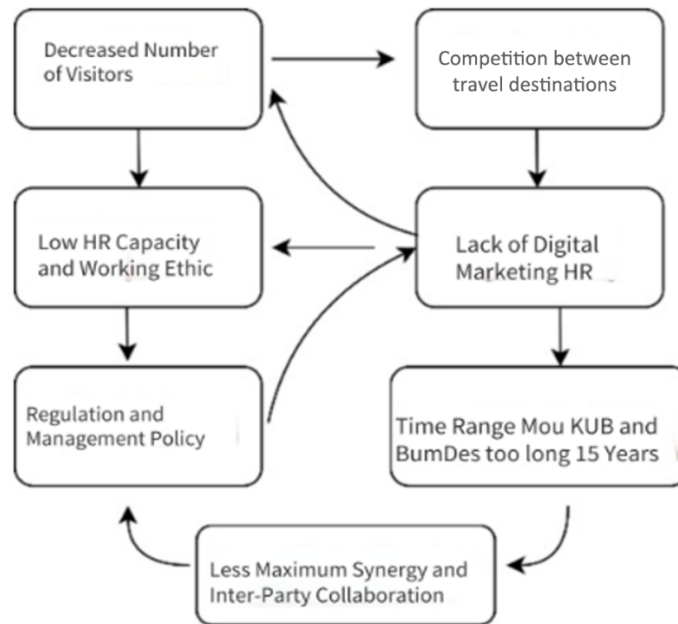 Decreased Number
of Visitors
Competition between
travel destinations
Low HR Capacity
and Working Ethic
Lack of Digital
Marketing HR
Regulation and
Management Policy
Time Range Mou KUB and
BumDes too long 15 Years
Less Maximum Synergy and
Inter-Party Collaboration